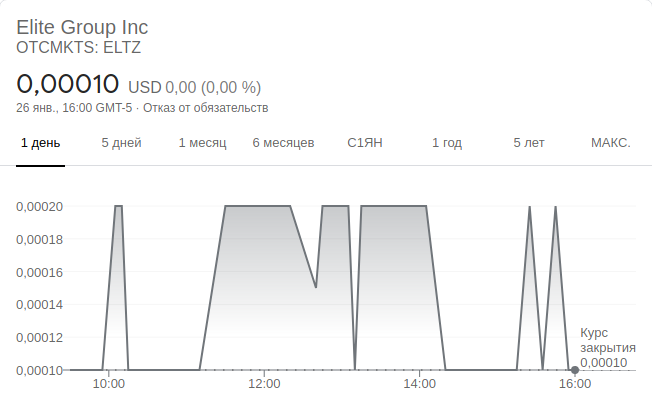 Elite Group Inc
OTCMKTS: ELTZ
0,00010 USD 0,00 (0,00 %)
26 янв., 16:00 GMT-5 · Отказ от обязательств
1 день 5 дней 1 месяц 6 месяцев С1ЯН 1 год 5 лет МАКС.
0,00020
0,00018
0,00016
0,00014
0,00012
0,00010
Курс
закрытия
0,00010
10:00 12:00 14:00 16:00